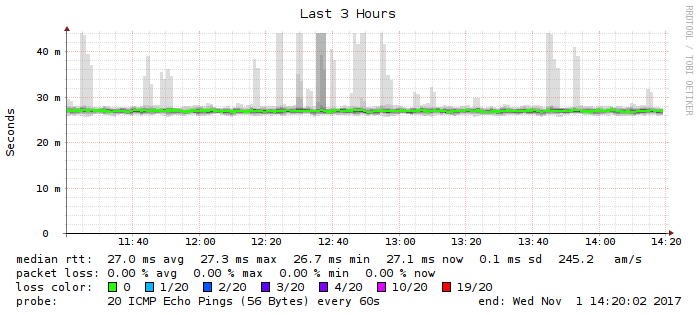 Last 3 Hours
RRDTOOL / TOBI OETIKER
Seconds
40 m
30 m
20 m
10 m
0
11:40 12:00 12:20 12:40 13:00 13:20 13:40 14:00 14:20
median rtt: 27.0 ms avg 27.3 ms max 26.7 ms min 27.1 ms now 0.1 ms sd 245.2 am/s
packet loss: 0.00 % avg 0.00 % max 0.00 % min 0.00 % now
loss color: 0 1/20 2/20 3/20 4/20 10/20 19/20
probe: 20 ICMP Echo Pings (56 Bytes) every 60s end: Wed Nov 1 14:20:02 2017